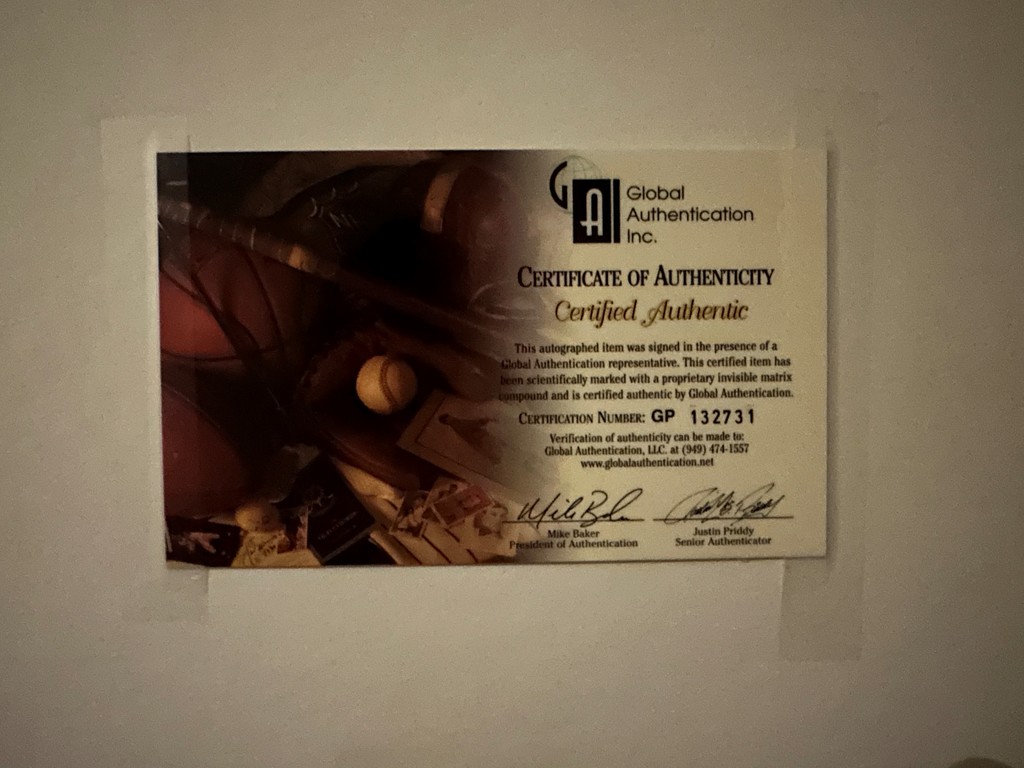 GAI
Global
Authentication
Inc.
CERTIFICATE OF AUTHENTICITY
Certified Authentic
This autographed item was signed in the presence of a
Global Authentication representative. This certified item has
been scientifically marked with a proprietary invisible matrix
compound and is certified authentic by Global Authentication.
CERTIFICATION NUMBER: GP 132731
Verification of authenticity can be made to:
Global Authentication, LLC. at (949) 474-1557
www.globalauthentication.net
Mike Baker
Mike Baker
President of Authentication
Justin Priddy
Senior Authenticator